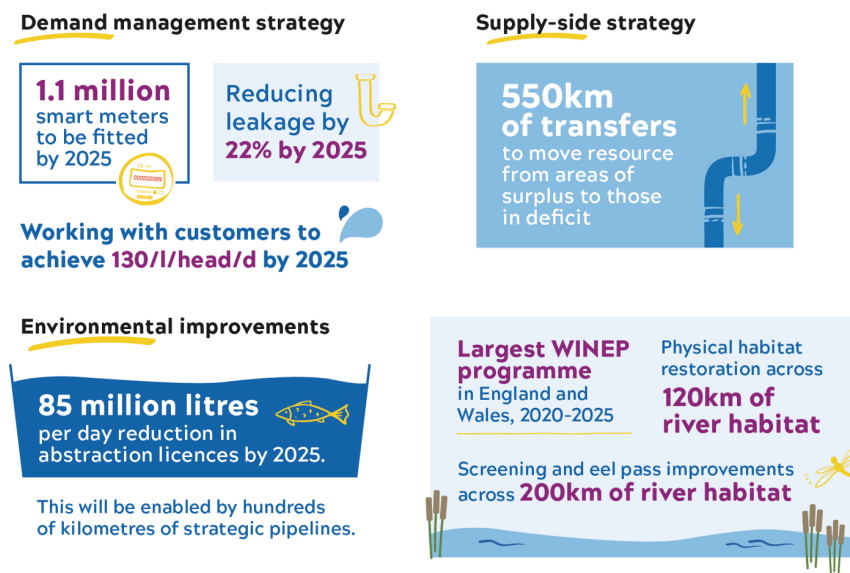 Demand management strategy
1.1 million
smart meters
to be fitted
by 2025
Reducing
leakage by
22% by 2025
Working with customers to
achieve 130/l/head/d by 2025
Supply-side strategy
550km
of transfers
to move resource
from areas of
surplus to those
in deficit
Environmental improvements
85 million litres
per day reduction in
abstraction licences by 2025.
This will be enabled by hundreds
of kilometres of strategic pipelines.
Largest WINEP
programme
in England and
Wales, 2020-2025
Physical habitat
restoration across
120km of
river habitat
Screening and eel pass improvements
across 200km of river habitat